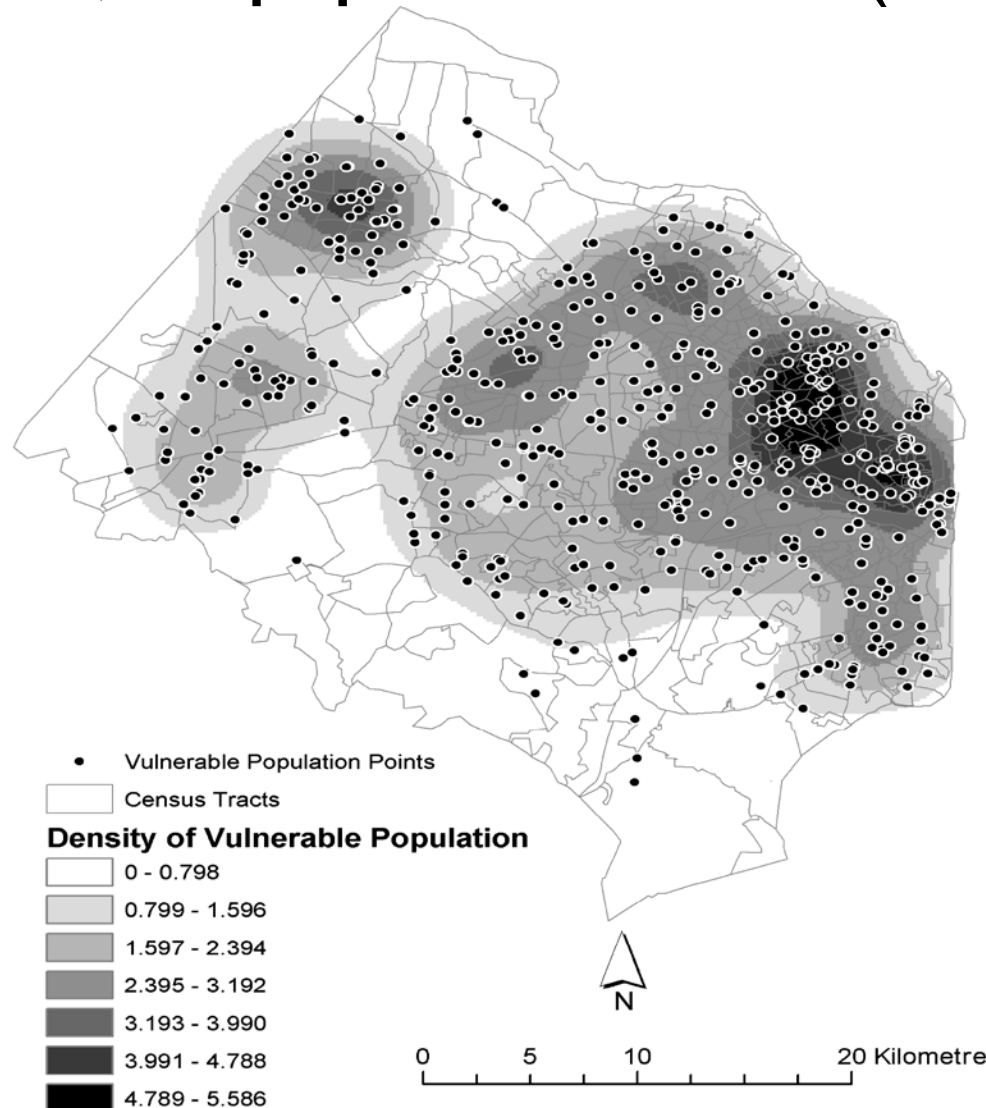 Vulnerable Population Points
Census Tracts
Density of Vulnerable Population
0 - 0.798
0.799 - 1.596
1.597 - 2.394
2.395 - 3.192
3.193 - 3.990
3.991 - 4.788
4.789 - 5.586
N
0 5 10 20 Kilometre